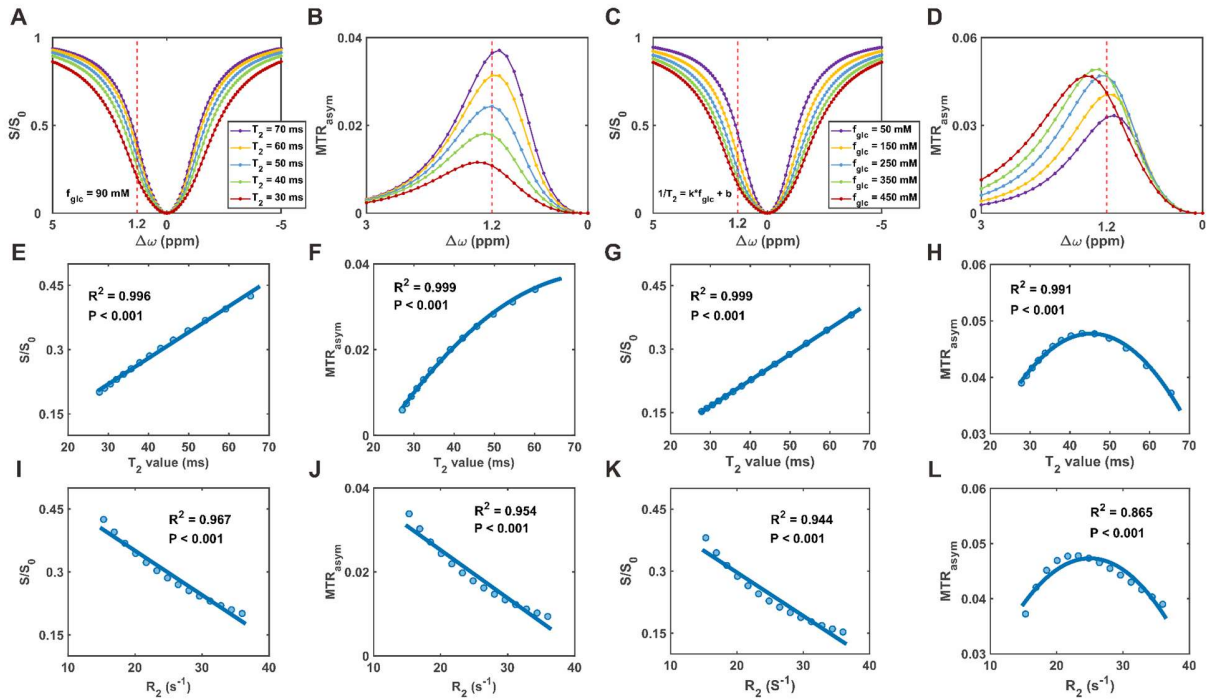 A
B
C
D
1
0.5
0
S/S0
5
1.2
0
-5
Δω (ppm)
fglc = 90 mM
T2 = 70 ms
T2 = 60 ms
T2 = 50 ms
T2 = 40 ms
T2 = 30 ms
0.04
0.02
0
MTRasym
3
1.2
0
Δω (ppm)
1
0.5
0
S/S0
5
1.2
0
-5
Δω (ppm)
1/T2 = k*fglc + b
fglc = 50 mM
fglc = 150 mM
fglc = 250 mM
fglc = 350 mM
fglc = 450 mM
0.06
0.03
0
MTRasym
3
1.2
0
Δω (ppm)
E
F
G
H
0.45
0.3
0.15
S/S0
R2 = 0.996
P < 0.001
20 30 40 50 60 70
T2 value (ms)
0.04
0.02
0
MTRasym
R2 = 0.999
P < 0.001
20 30 40 50 60 70
T2 value (ms)
0.45
0.3
0.15
S/S0
R2 = 0.999
P < 0.001
20 30 40 50 60 70
T2 value (ms)
0.06
0.05
0.04
0.03
MTRasym
R2 = 0.991
P < 0.001
20 30 40 50 60 70
T2 value (ms)
I
J
K
L
0.45
0.3
0.15
S/S0
R2 = 0.967
P < 0.001
10 20 30 40
R2 (s-1)
0.04
0.02
0
MTRasym
R2 = 0.954
P < 0.001
10 20 30 40
R2 (s-1)
0.45
0.3
0.15
S/S0
R2 = 0.944
P < 0.001
10 20 30 40
R2 (S-1)
0.06
0.05
0.04
0.03
MTRasym
R2 = 0.865
P < 0.001
10 20 30 40
R2 (s-1)